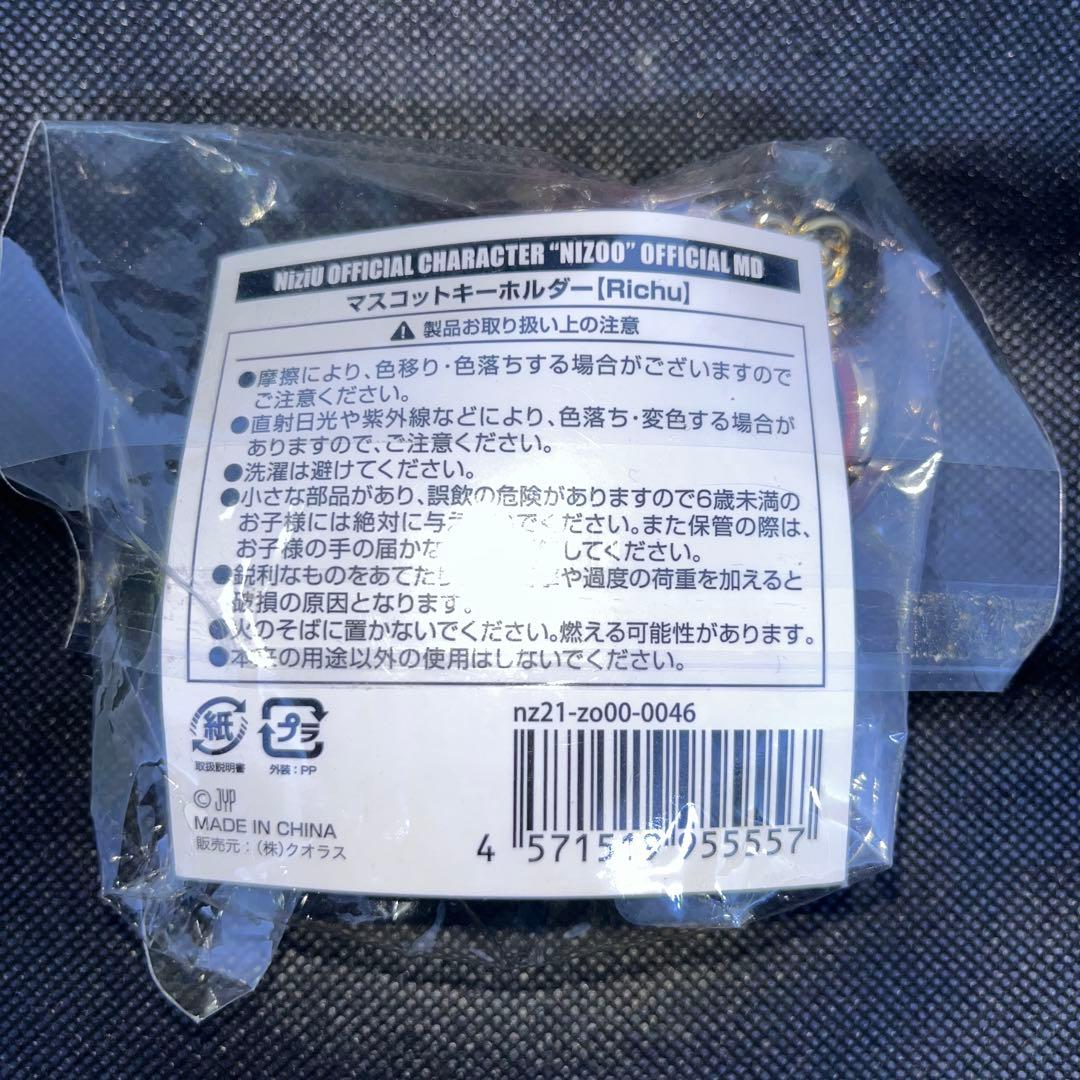 NiziU OFFICIAL CHARACTER "NIZOO" OFFICIAL MD
マスコットキーホルダー【Richu】
製品お取り扱い上の注意
●摩擦により、色移り・色落ちする場合がございますので
ご注意ください。
●直射日光や紫外線などにより、色落ち・変色する場合が
ありますので、ご注意ください。
●洗濯は避けてください。
●小さな部品があり、誤飲の危険がありますので6歳未満の
お子様には絶対に与え でください。また保管の際は、
お子様の手の届かな してください。
●鋭利なものをあてたり や過度の荷重を加えると
破損の原因となります。
●火のそばに置かないでください。燃える可能性があります。
●本来の用途以外の使用はしないでください。
紙
プラ
取扱説明書
外装：PP
nz21-zo00-0046
© JYP
MADE IN CHINA
販売元：（株）クオラス
4 571519 955557